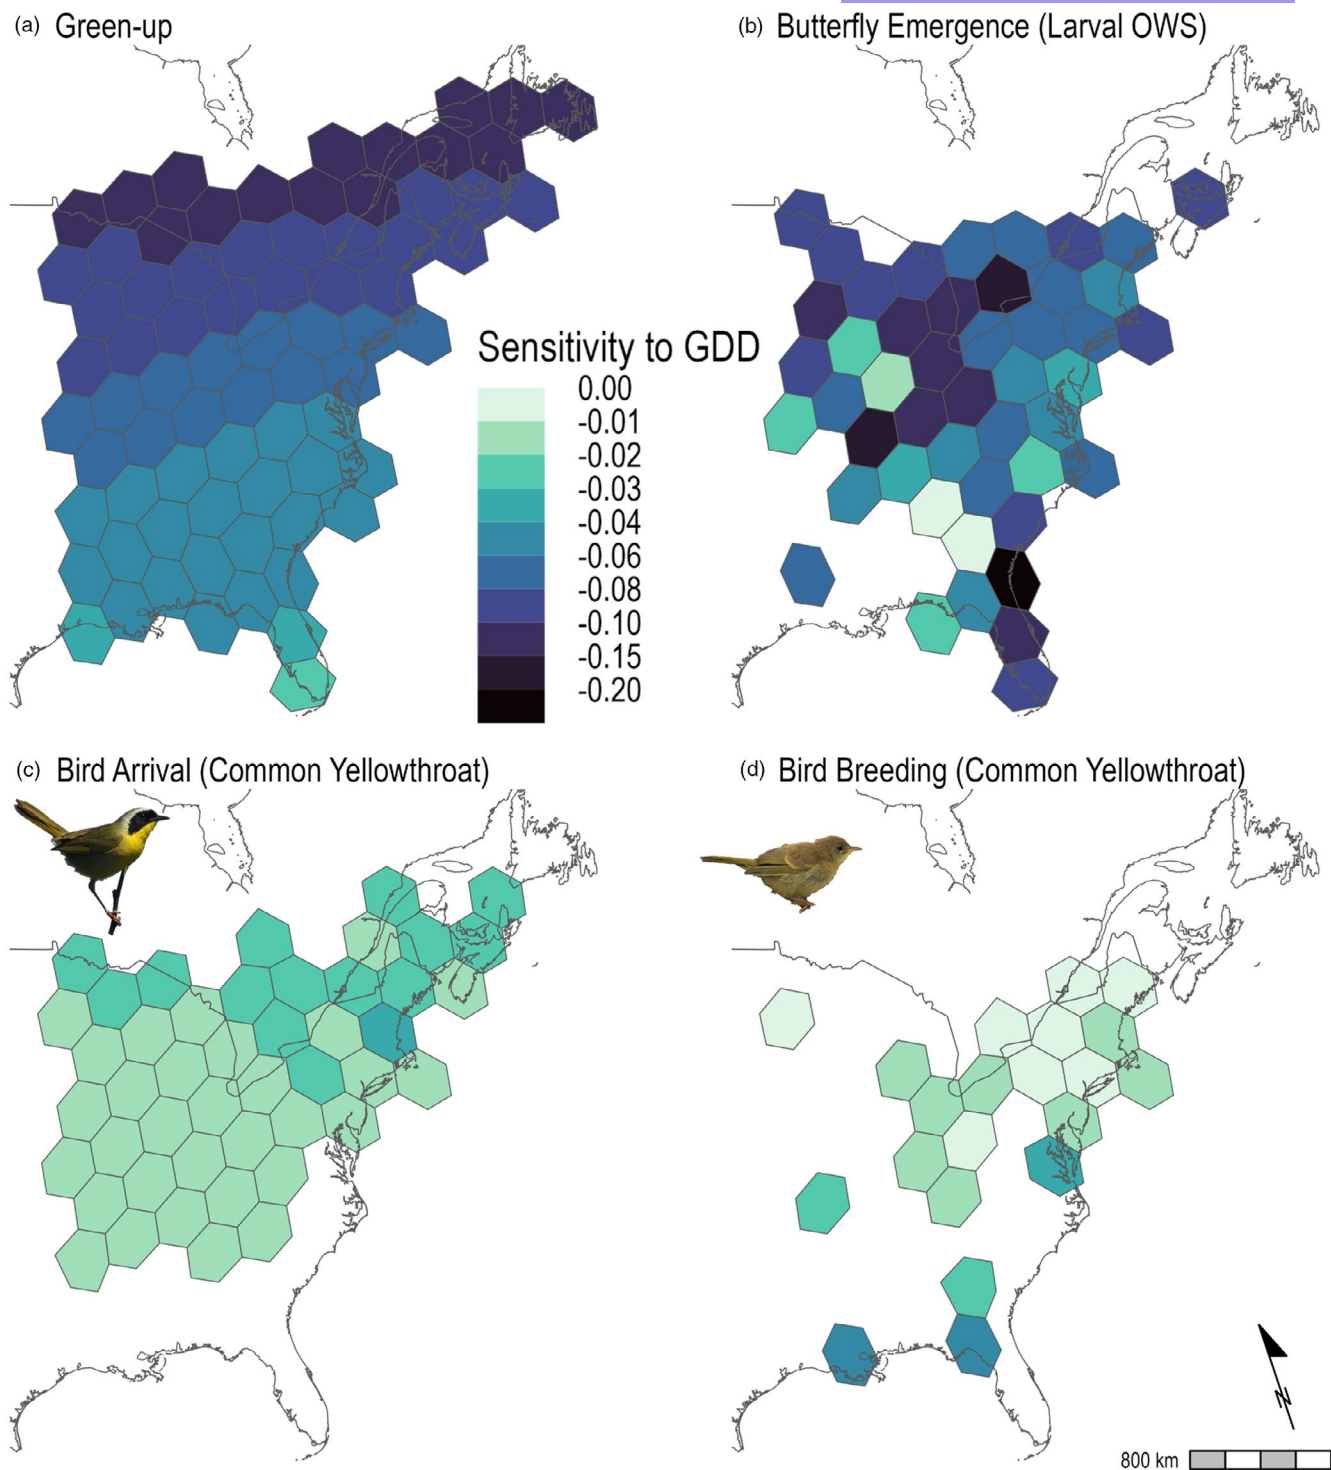 (a) Green-up
(b) Butterfly Emergence (Larval OWS)
Sensitivity to GDD
0.00
-0.01
-0.02
-0.03
-0.04
-0.06
-0.08
-0.10
-0.15
-0.20
(c) Bird Arrival (Common Yellowthroat)
(d) Bird Breeding (Common Yellowthroat)
N
800 km